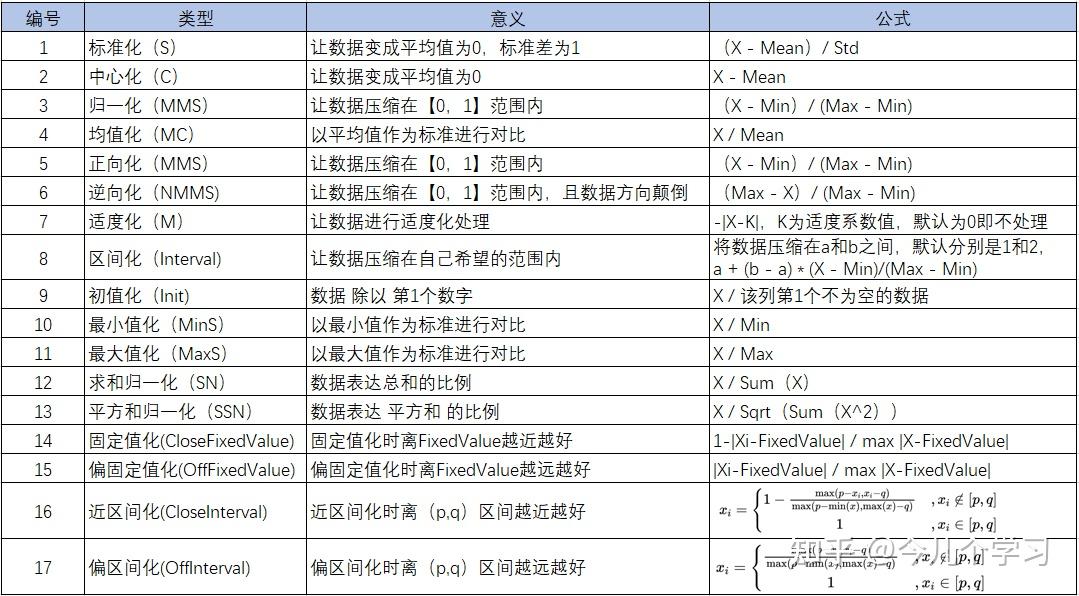 编号 类型 意义 公式
1 标准化（S） 让数据变成平均值为0，标准差为1 （X - Mean）/ Std
2 中心化（C） 让数据变成平均值为0 X - Mean
3 归一化（MMS） 让数据压缩在【0，1】范围内 （X - Min）/ (Max - Min)
4 均值化（MC） 以平均值作为标准进行对比 X / Mean
5 正向化（MMS） 让数据压缩在【0，1】范围内 （X - Min）/ (Max - Min)
6 逆向化（NMMS） 让数据压缩在【0，1】范围内，且数据方向颠倒 （Max - X）/ (Max - Min)
7 适度化（M） 让数据进行适度化处理 -|X-K|，K为适度系数值，默认为0即不处理
8 区间化（Interval) 让数据压缩在自己希望的范围内 将数据压缩在a和b之间，默认分别是1和2,
a + (b - a) * (X - Min)/(Max - Min)
9 初值化（Init) 数据 除以 第1个数字 X / 该列第1个不为空的数据
10 最小值化（MinS） 以最小值作为标准进行对比 X / Min
11 最大值化（MaxS） 以最大值作为标准进行对比 X / Max
12 求和归一化（SN） 数据表达总和的比例 X / Sum（X）
13 平方和归一化（SSN） 数据表达 平方和 的比例 X / Sqrt（Sum（X^2））
14 固定值化(CloseFixedValue) 固定值化时离FixedValue越近越好 1-|Xi-FixedValue| / max |X-FixedValue|
15 偏固定值化(OffFixedValue) 偏固定值化时离FixedValue越远越好 |Xi-FixedValue| / max |X-FixedValue|
16 近区间化(CloseInterval) 近区间化时离（p,q）区间越近越好 x_i = { 1 − max(p−x_i,x_i−q) / max(p−min(x),max(x)−q) , x_i ∉ [p, q]
1 , x_i ∈ [p, q]
17 偏区间化(OffInterval) 偏区间化时离（p,q）区间越远越好 x_i = { max(p−x_i,x_i−q) / max(p−min(x),max(x)−q) , x_i ∉ [p, q]
1 , x_i ∈ [p, q]
知乎 @今儿个学习